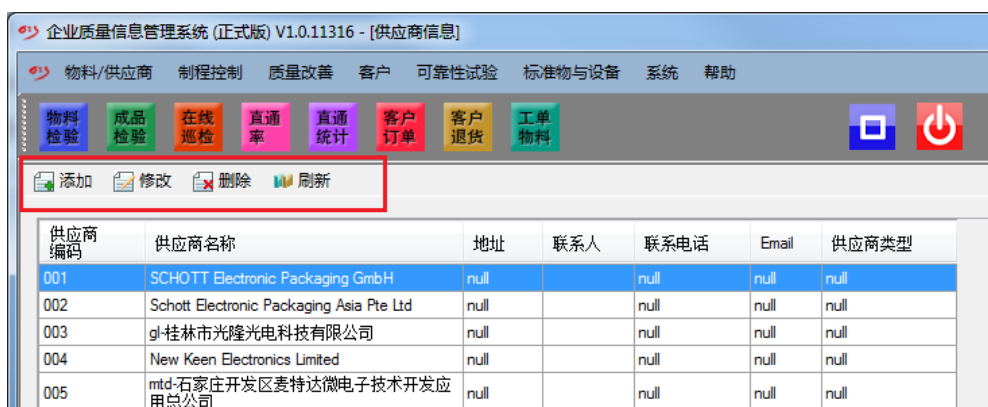 企业质量信息管理系统 (正式版) V1.0.11316 - [供应商信息]
物料/供应商 制程控制 质量改善 客户 可靠性试验 标准物与设备 系统 帮助
物料 成品 在线 直通 直通 客户 客户 工单
检验 检验 巡检 率 统计 订单 退货 物料
添加 修改 删除 刷新
供应商
编码 供应商名称 地址 联系人 联系电话 Email 供应商类型
001 SCHOTT Electronic Packaging GmbH null null null null
002 Schott Electronic Packaging Asia Pte Ltd null null null null
003 gl-桂林市光隆光电科技有限公司 null null null null
004 New Keen Electronics Limited null null null null
005 mtd-石家庄开发区麦特达微电子技术开发应 null null null null
用总公司